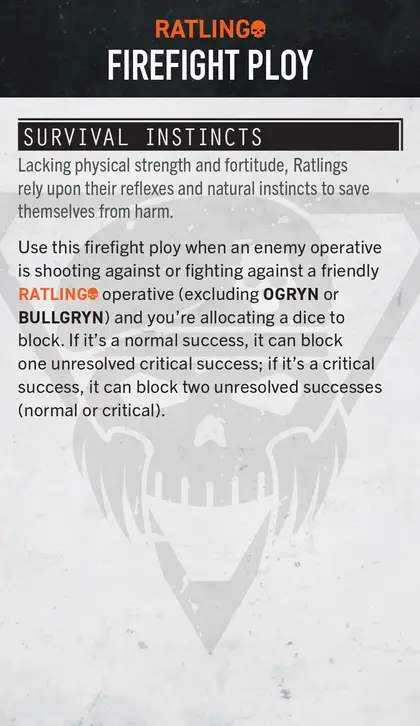 RATLING
FIREFIGHT PLOY
SURVIVAL INSTINCTS
Lacking physical strength and fortitude, Ratlings
rely upon their reflexes and natural instincts to save
themselves from harm.
Use this firefight ploy when an enemy operative
is shooting against or fighting against a friendly
RATLING operative (excluding OGRYN or
BULLGRYN) and you're allocating a dice to
block. If it's a normal success, it can block
one unresolved critical success; if it's a critical
success, it can block two unresolved successes
(normal or critical).